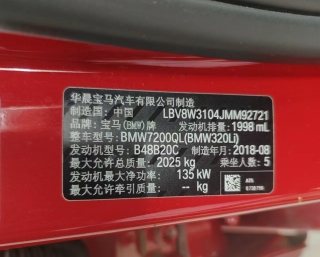 华晨宝马汽车有限公司制造
制造：中国 LBV8W3104JMM92721
品牌：宝马(BMW)牌 发动机排量：1998 mL
整车型号：BMW7200QL(BMW320Li)
发动机型号：B48B20C 制造年月：2018-08
最大允许总质量：2025 kg 乘坐人数：5
发动机最大净功率：135 kW
最大允许牵引质量：-- kg